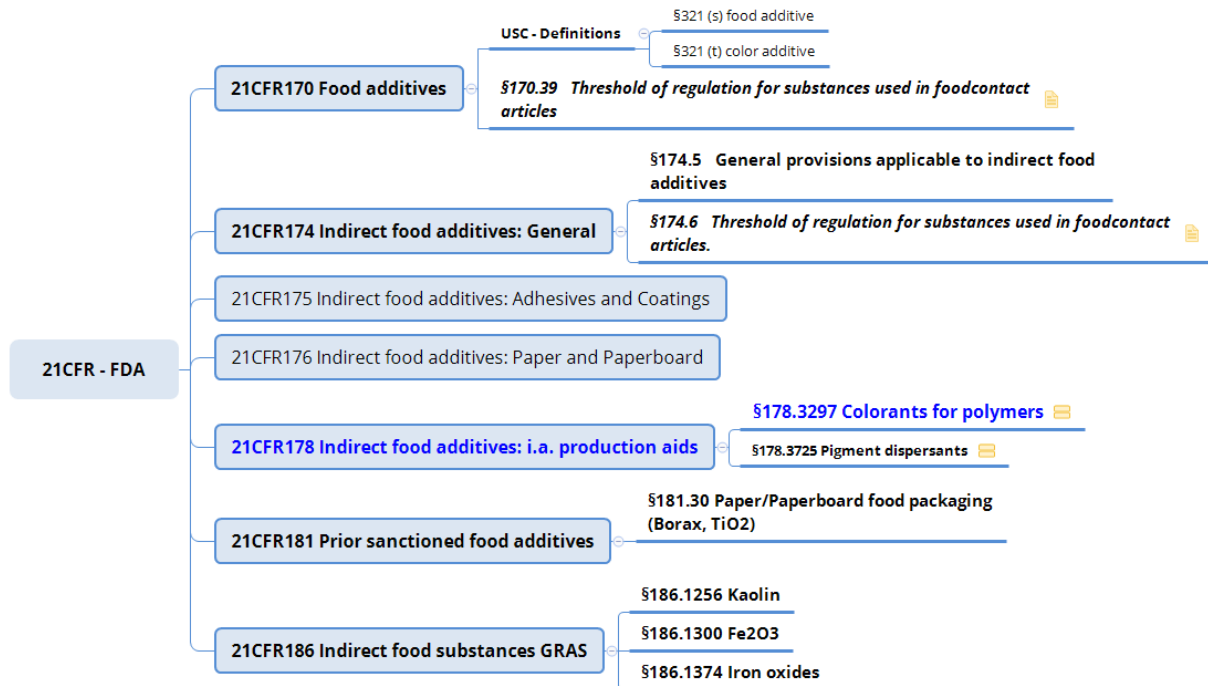 §321 (s) food additive
USC - Definitions
§321 (t) color additive
21CFR170 Food additives
§170.39 Threshold of regulation for substances used in foodcontact
articles
§174.5 General provisions applicable to indirect food
additives
21CFR174 Indirect food additives: General
§174.6 Threshold of regulation for substances used in foodcontact
articles.
21CFR175 Indirect food additives: Adhesives and Coatings
21CFR176 Indirect food additives: Paper and Paperboard
21CFR - FDA
§178.3297 Colorants for polymers
21CFR178 Indirect food additives: i.a. production aids
§178.3725 Pigment dispersants
§181.30 Paper/Paperboard food packaging
(Borax, TiO2)
21CFR181 Prior sanctioned food additives
§186.1256 Kaolin
§186.1300 Fe2O3
21CFR186 Indirect food substances GRAS
§186.1374 Iron oxides